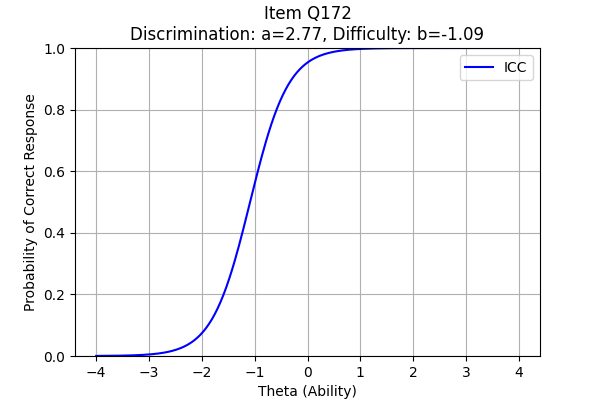 Item Q172
Discrimination: a=2.77, Difficulty: b=-1.09
ICC
Probability of Correct Response
1.0
0.8
0.6
0.4
0.2
0.0
−4 −3 −2 −1 0 1 2 3 4
Theta (Ability)